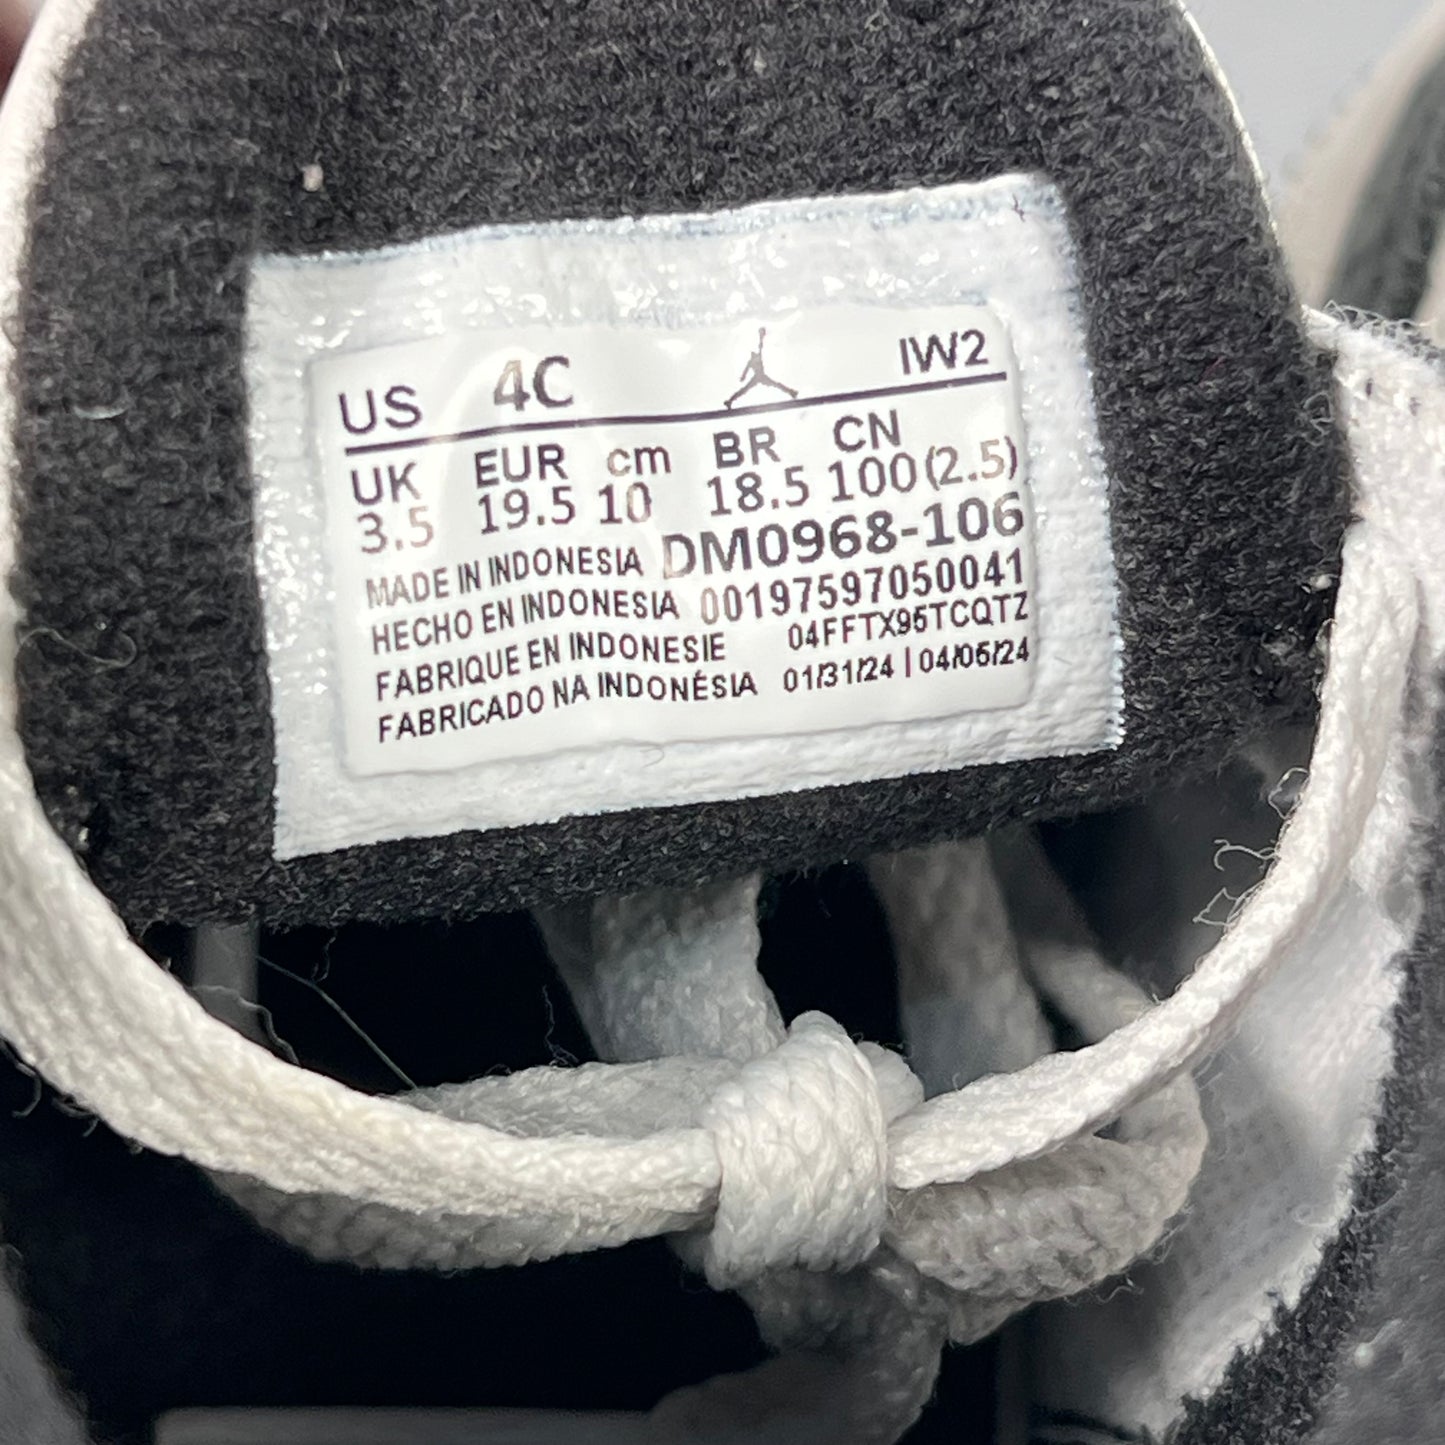 US 4C IW2
UK EUR cm BR CN
3.5 19.5 10 18.5 100(2.5)
MADE IN INDONESIA DM0968-106
HECHO EN INDONESIA 00197597050041
FABRIQUE EN INDONESIE 04FFTX95TCQTZ
FABRICADO NA INDONÉSIA 01/31/24 | 04/06/24